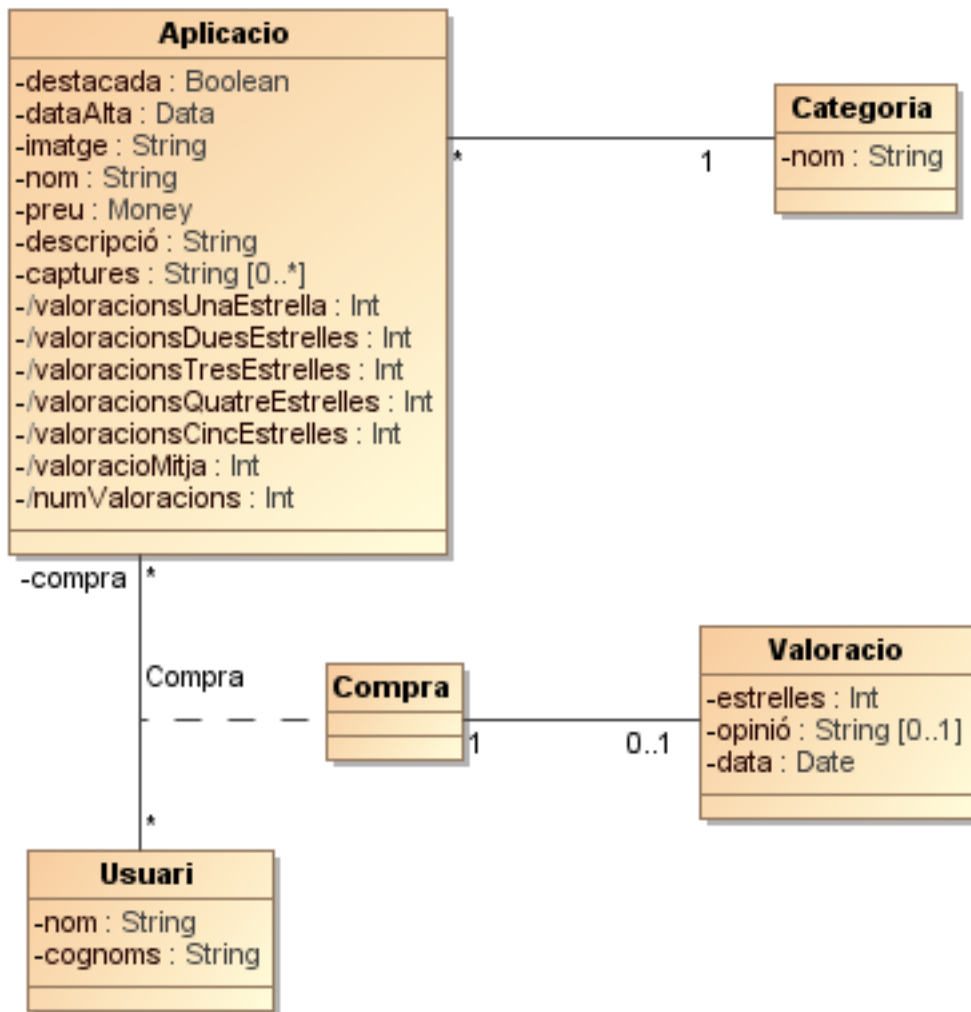 Aplicacio
-destacada : Boolean
-dataAlta : Data
-imatge : String
-nom : String
-preu : Money
-descripció : String
-captures : String [0..*]
-/valoracionsUnaEstrella : Int
-/valoracionsDuesEstrelles : Int
-/valoracionsTresEstrelles : Int
-/valoracionsQuatreEstrelles : Int
-/valoracionsCincEstrelles : Int
-/valoracioMitja : Int
-/numValoracions : Int
* 1
Categoria
-nom : String
-compra *
Compra
Compra
1 0..1
Valoracio
-estrelles : Int
-opinió : String [0..1]
-data : Date
*
Usuari
-nom : String
-cognoms : String